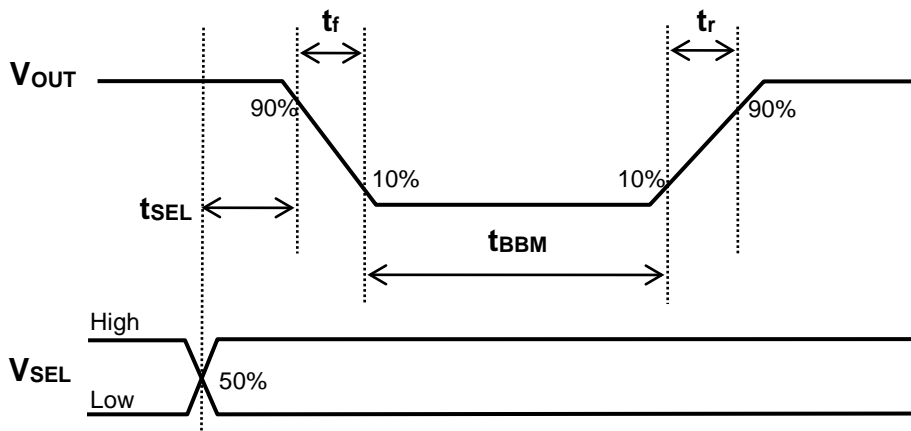 tf
tr
VOUT
90%
90%
10%
10%
tSEL
tBBM
High
VSEL
50%
Low